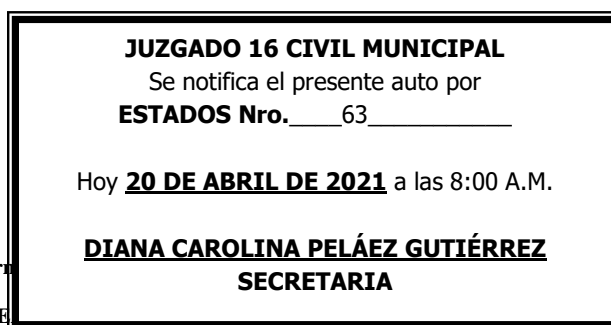 JUZGADO 16 CIVIL MUNICIPAL
Se notifica el presente auto por
ESTADOS Nro.____63___________
Hoy 20 DE ABRIL DE 2021 a las 8:00 A.M.
DIANA CAROLINA PELÁEZ GUTIÉRREZ
SECRETARIA